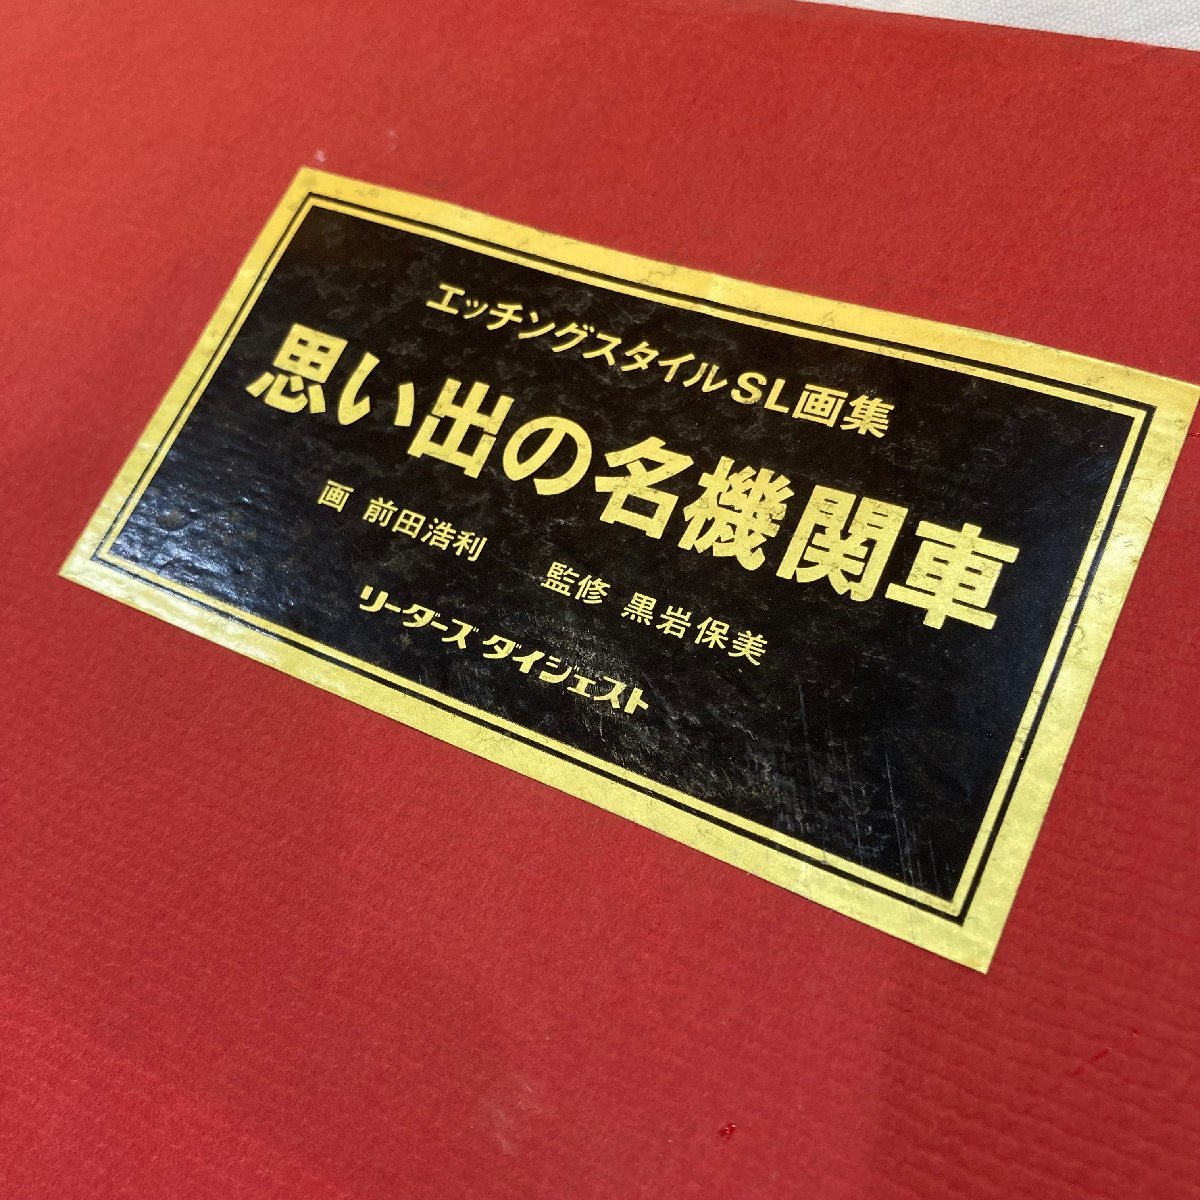 エッチングスタイルSL画集
思い出の名機関車
画 前田浩利 監修 黒岩保美
リーダーズ ダイジェスト